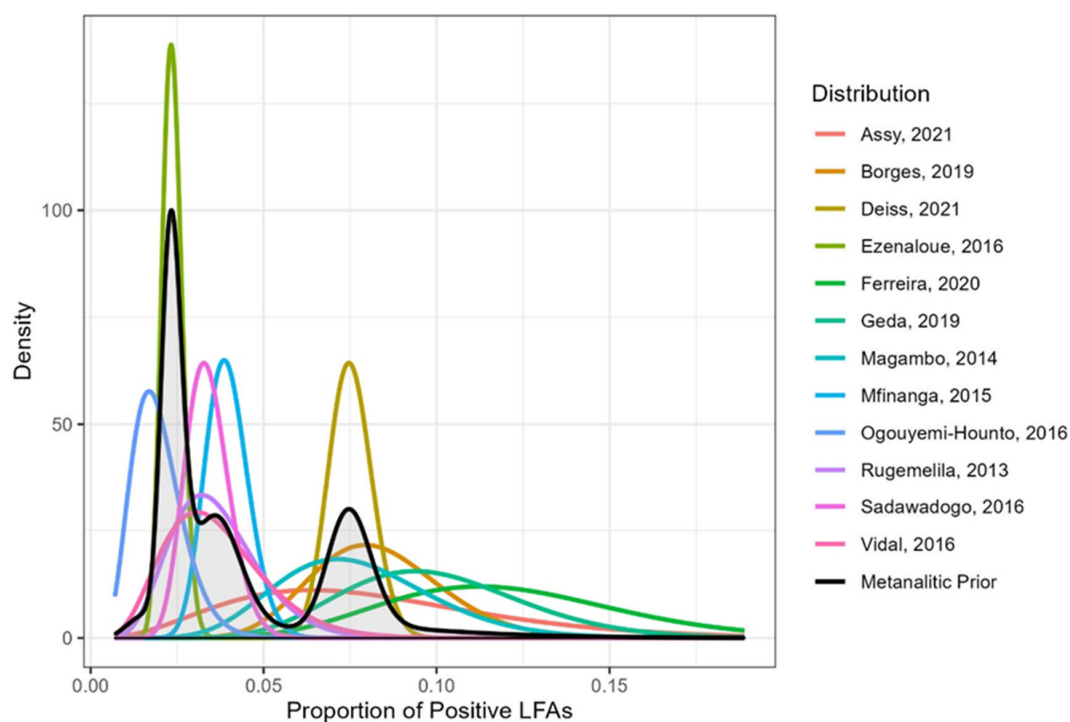 Density
100
50
0
0.00
0.05
0.10
0.15
Proportion of Positive LFAs
Distribution
Assy, 2021
Borges, 2019
Deiss, 2021
Ezenaloue, 2016
Ferreira, 2020
Geda, 2019
Magambo, 2014
Mfinanga, 2015
Ogouyemi-Hounto, 2016
Rugemelila, 2013
Sadawadogo, 2016
Vidal, 2016
Metanalitic Prior